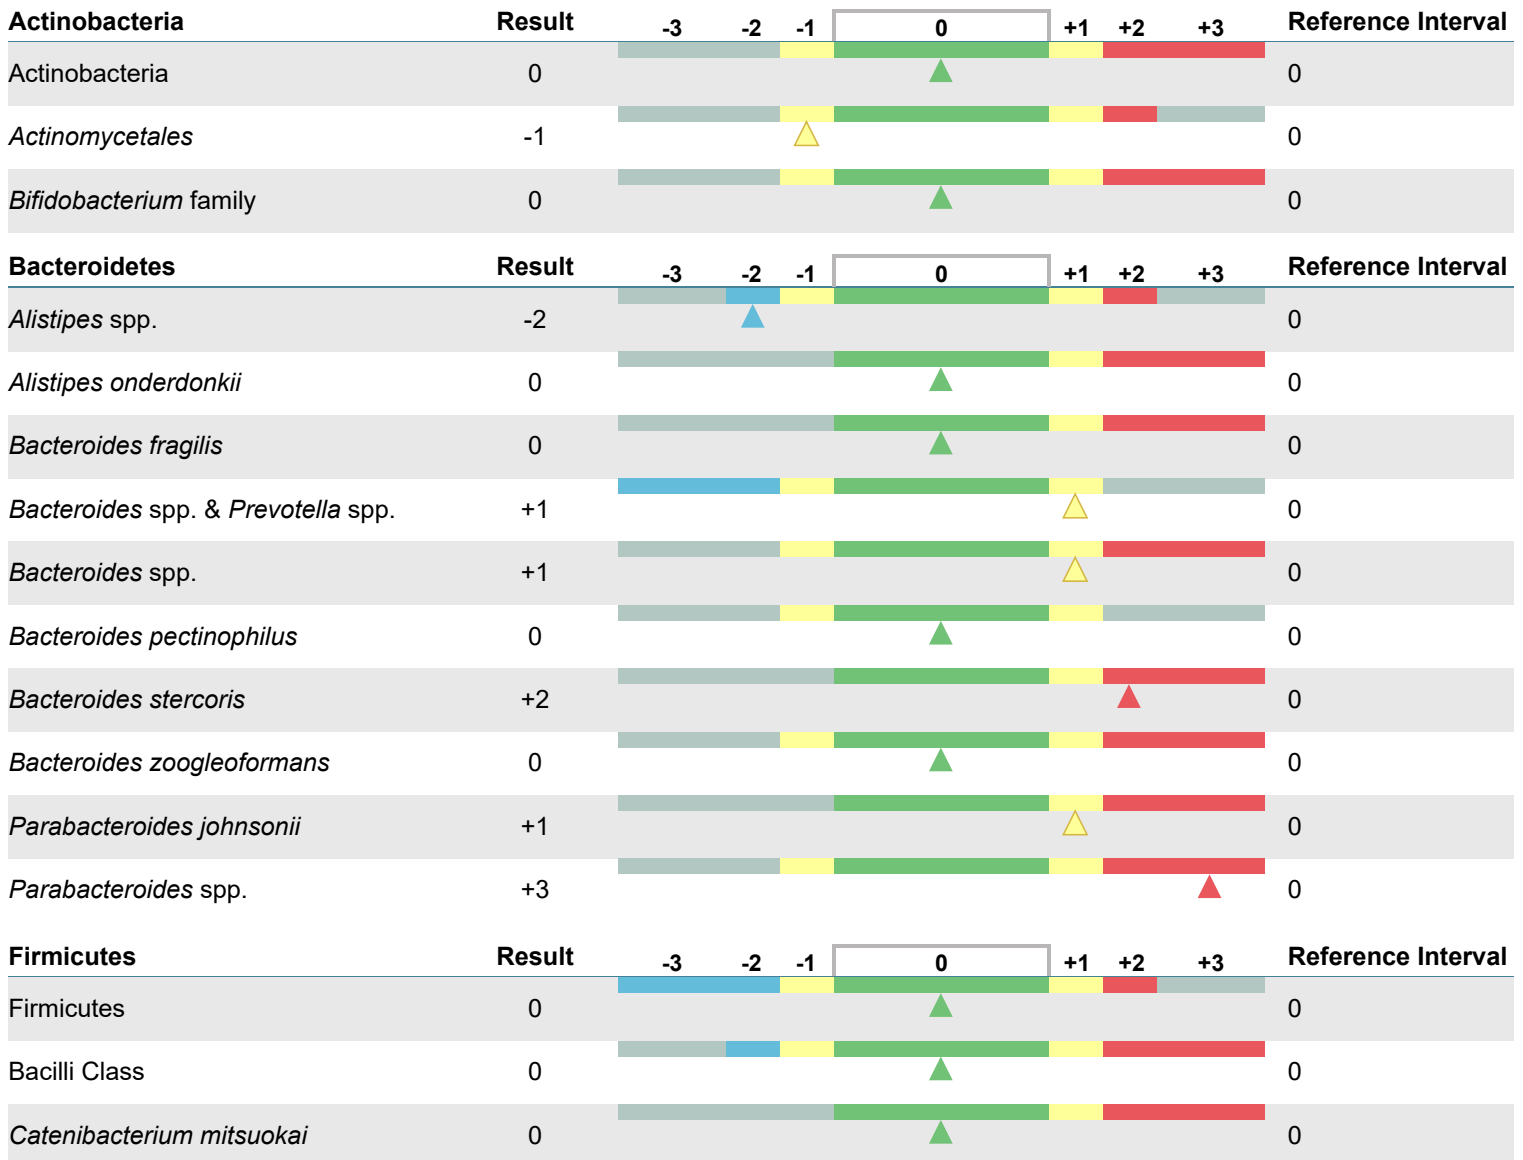 Actinobacteria Result -3 -2 -1 0 +1 +2 +3 Reference Interval
Actinobacteria 0 0
Actinomycetales -1 0
Bifidobacterium family 0 0
Bacteroidetes Result -3 -2 -1 0 +1 +2 +3 Reference Interval
Alistipes spp. -2 0
Alistipes onderdonkii 0 0
Bacteroides fragilis 0 0
Bacteroides spp. & Prevotella spp. +1 0
Bacteroides spp. +1 0
Bacteroides pectinophilus 0 0
Bacteroides stercoris +2 0
Bacteroides zoogleoformans 0 0
Parabacteroides johnsonii +1 0
Parabacteroides spp. +3 0
Firmicutes Result -3 -2 -1 0 +1 +2 +3 Reference Interval
Firmicutes 0 0
Bacilli Class 0 0
Catenibacterium mitsuokai 0 0